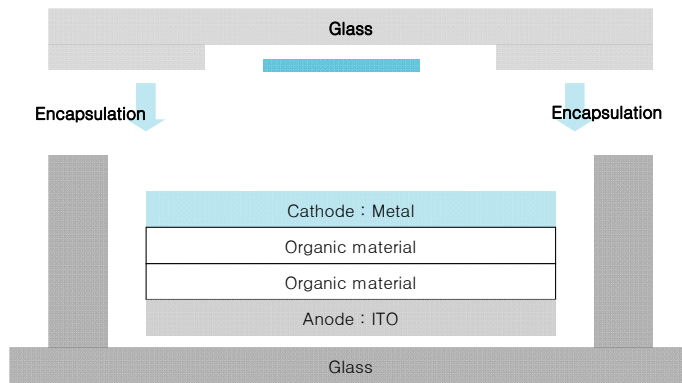 Glass
Encapsulation
Encapsulation
Cathode : Metal
Organic material
Organic material
Anode : ITO
Glass